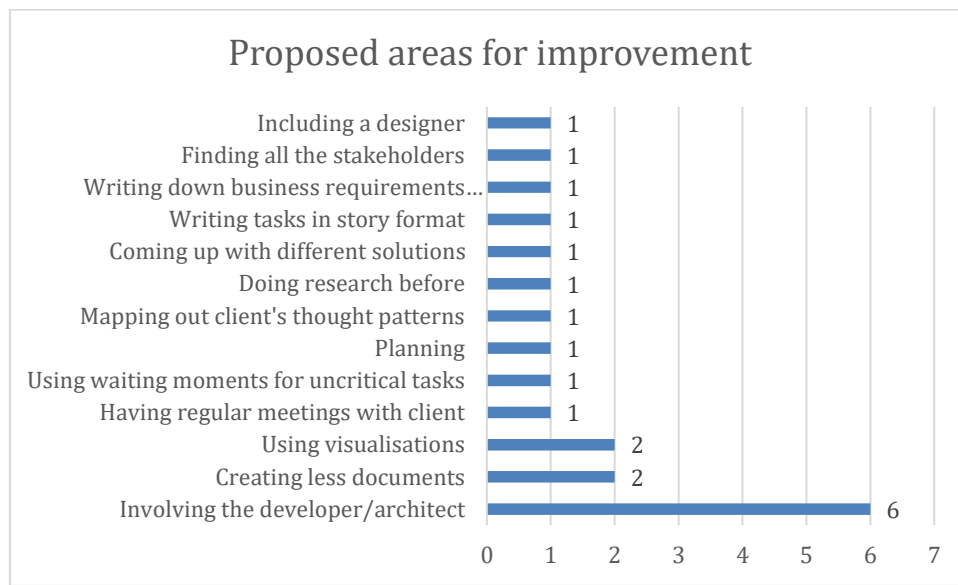 Proposed areas for improvement
Including a designer 1
Finding all the stakeholders 1
Writing down business requirements… 1
Writing tasks in story format 1
Coming up with different solutions 1
Doing research before 1
Mapping out client's thought patterns 1
Planning 1
Using waiting moments for uncritical tasks 1
Having regular meetings with client 1
Using visualisations 2
Creating less documents 2
Involving the developer/architect 6
0 1 2 3 4 5 6 7